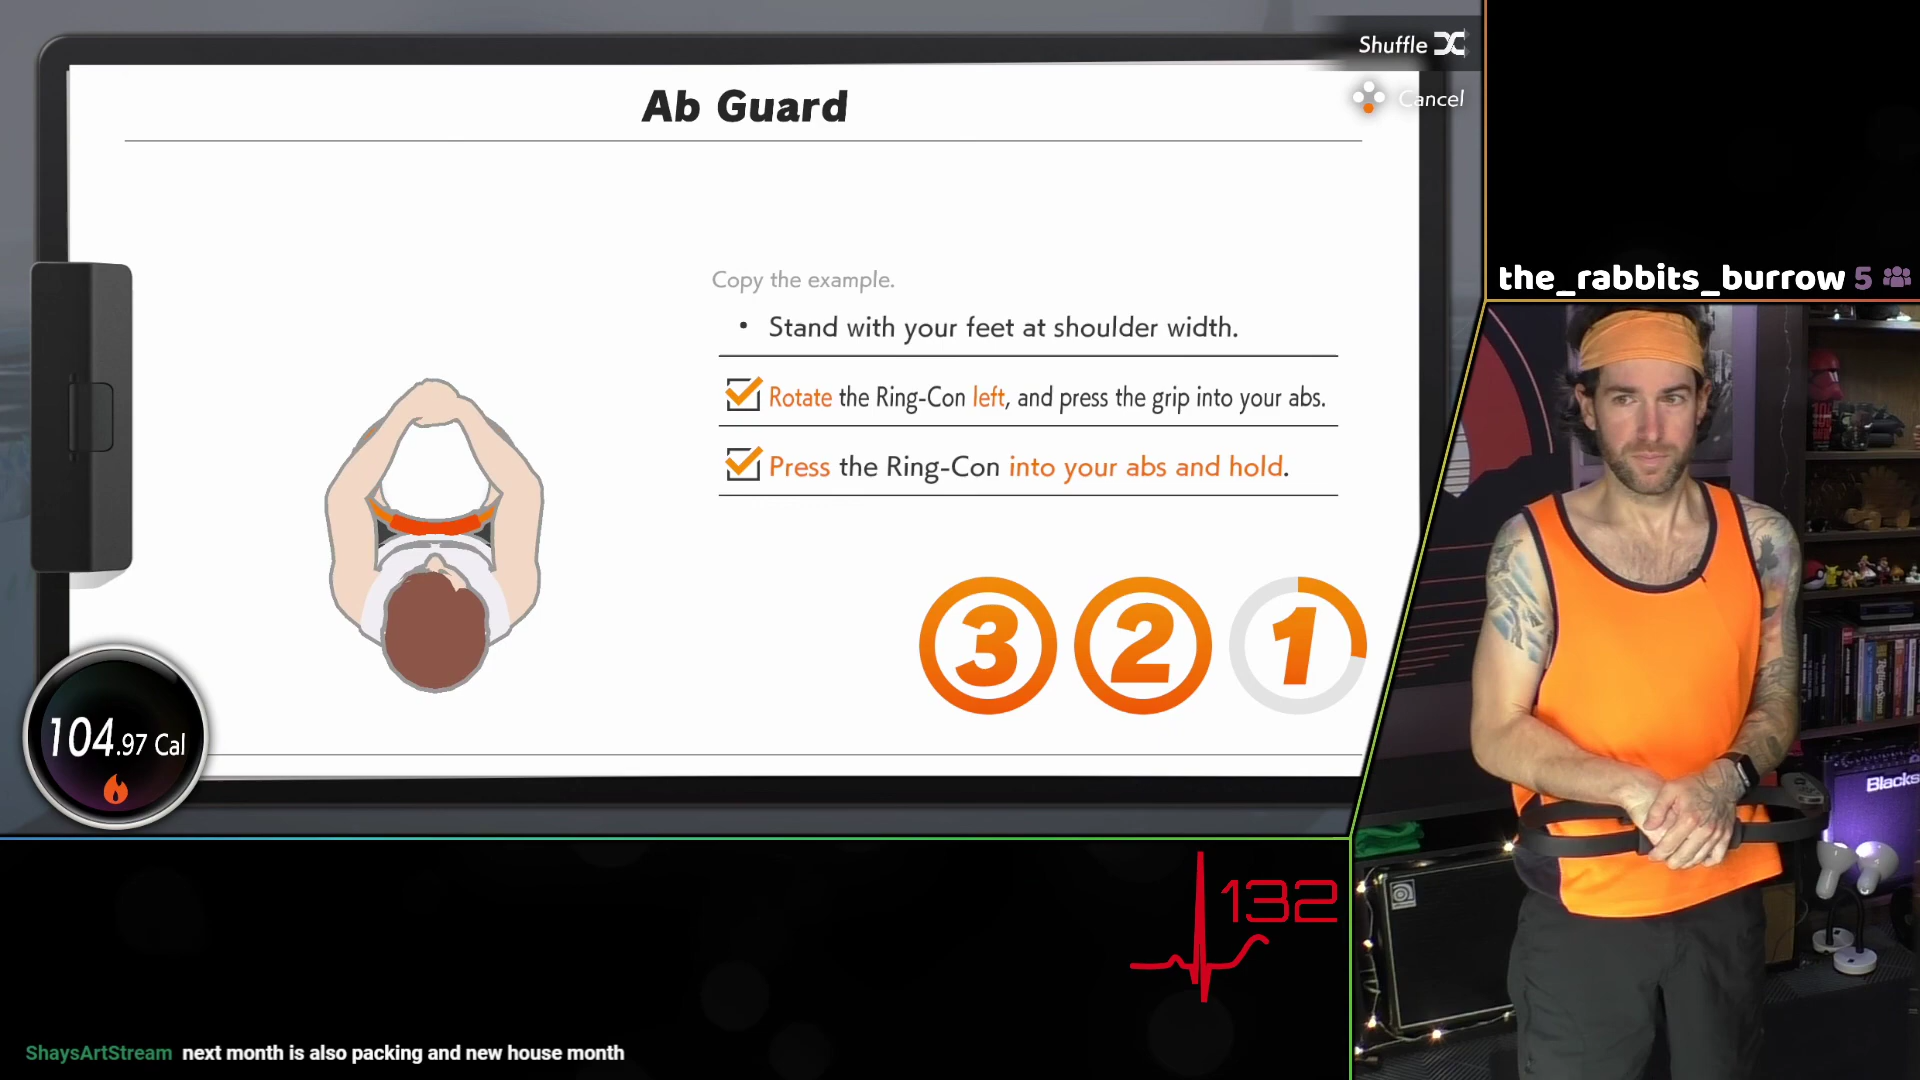 Shuffle
Cancel
Ab Guard
Copy the example.
• Stand with your feet at shoulder width.
Rotate the Ring-Con left, and press the grip into your abs.
Press the Ring-Con into your abs and hold.
3 2 1
104.97 Cal
the_rabbits_burrow 5
Blacks
132
ShaysArtStream next month is also packing and new house month